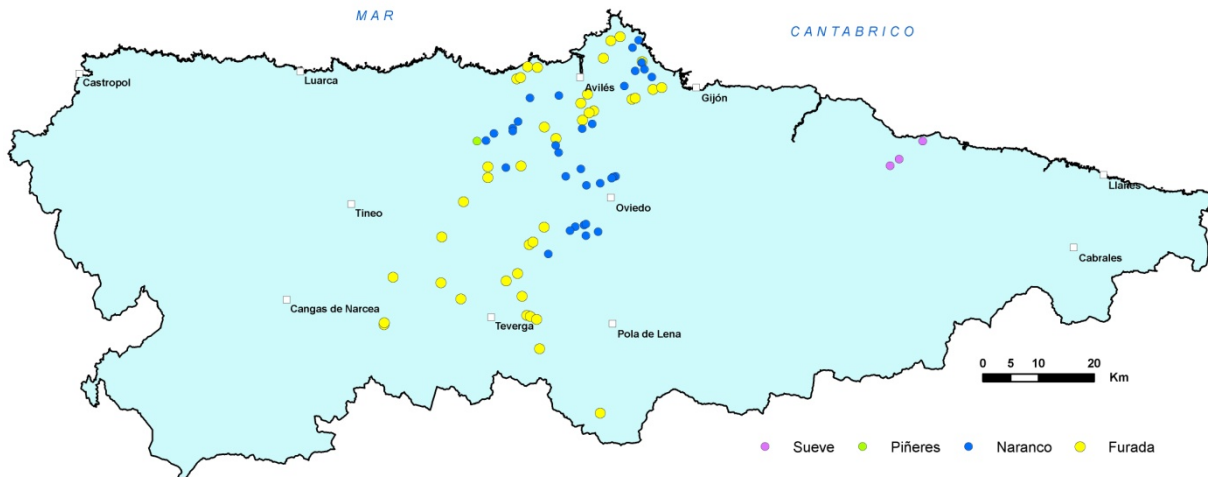 MAR
CANTABRICO
Castropol
Luarca
Avilés
Gijón
Llanes
Tineo
Oviedo
Cabrales
Cangas de Narcea
Teverga
Pola de Lena
0 5 10 20
Km
Sueve Piñeres Naranco Furada